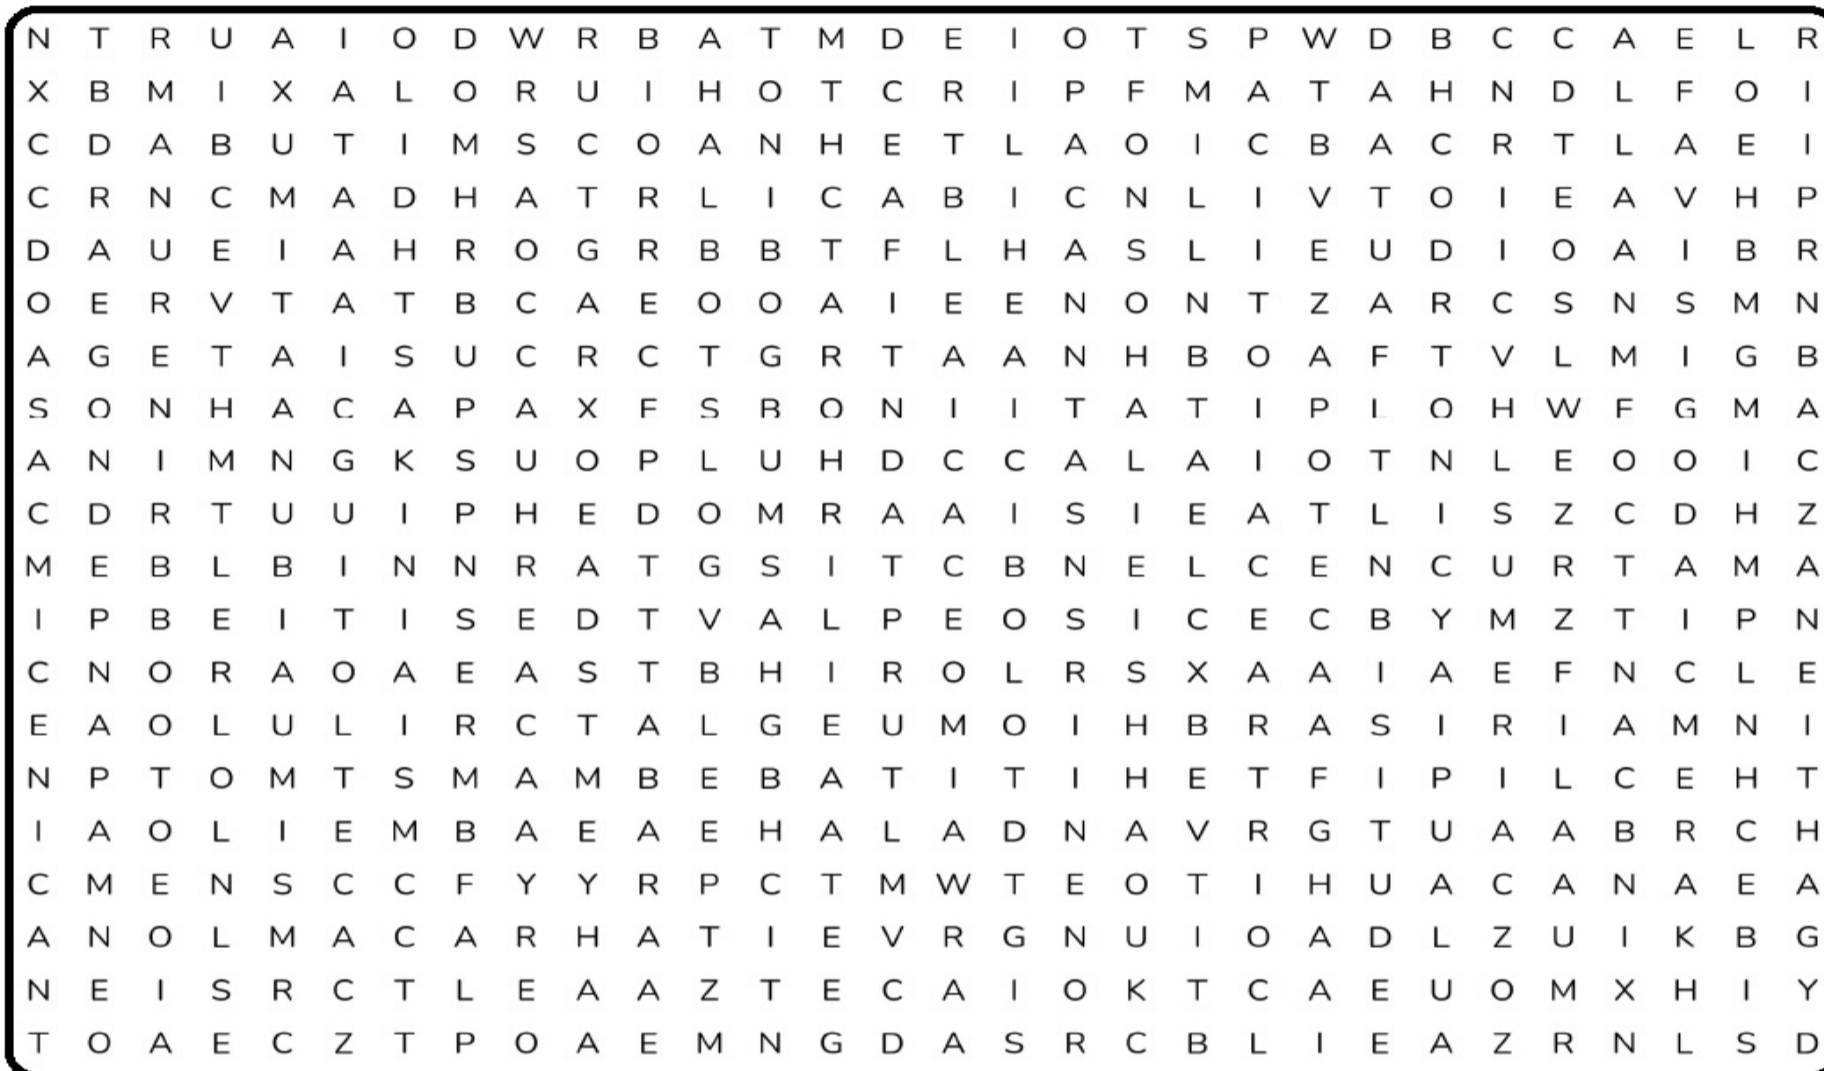 N T R U A I O D W R B A T M D E I O T S P W D B C C A E L R
X B M I X A L O R U I H O T C R I P F M A T A H N D L F O I
C D A B U T I M S C O A N H E T L A O I C B A C R T L A E I
C R N C M A D H A T R L I C A B I C N L I V T O I E A V H P
D A U E I A H R O G R B B T F L H A S L I E U D I O A I B R
O E R V T A T B C A E O O A I E E N O N T Z A R C S N S M N
A G E T A I S U C R C T G R T A A N H B O A F T V L M I G B
S O N H A C A P A X F S B O N I I T A T I P L O H W F G M A
A N I M N G K S U O P L U H D C C A L A I O T N L E O O I C
C D R T U U I P H E D O M R A A I S I E A T L I S Z C D H Z
M E B L B I N N R A T G S I T C B N E L C E N C U R T A M A
I P B E I T I S E D T V A L P E O S I C E C B Y M Z T I P N
C N O R A O A E A S T B H I R O L R S X A A I A E F N C L E
E A O L U L I R C T A L G E U M O I H B R A S I R I A M N I
N P T O M T S M A M B E B A T I T I H E T F I P I L C E H T
I A O L I E M B A E A E H A L A D N A V R G T U A A B R C H
C M E N S C C F Y Y R P C T M W T E O T I H U A C A N A E A
A N O L M A C A R H A T I E V R G N U I O A D L Z U I K B G
N E I S R C T L E A A Z T E C A I O K T C A E U O M X H I Y
T O A E C Z T P O A E M N G D A S R C B L I E A Z R N L S D